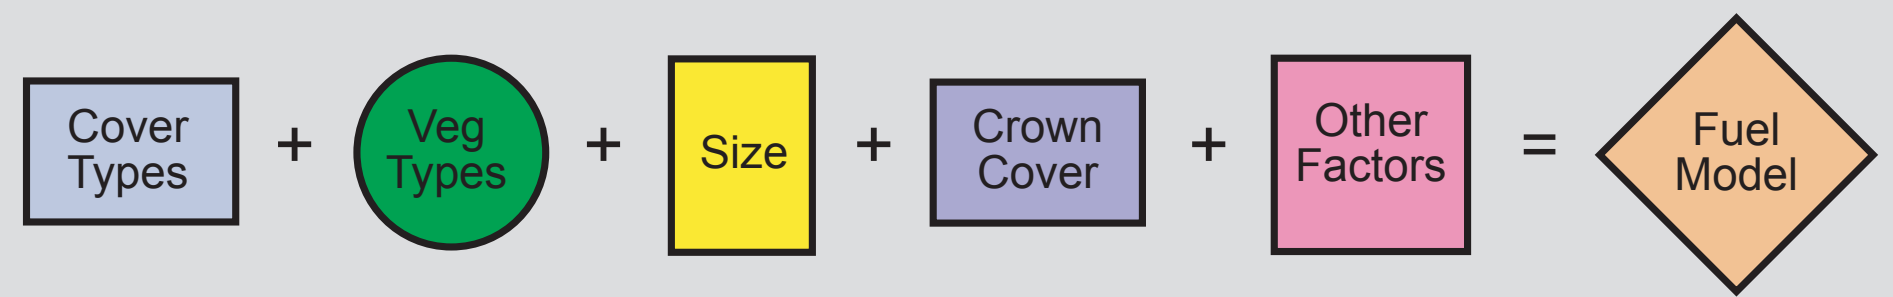 Cover
Types
+
Veg
Types
+
Size
+
Crown
Cover
+
Other
Factors
=
Fuel
Model